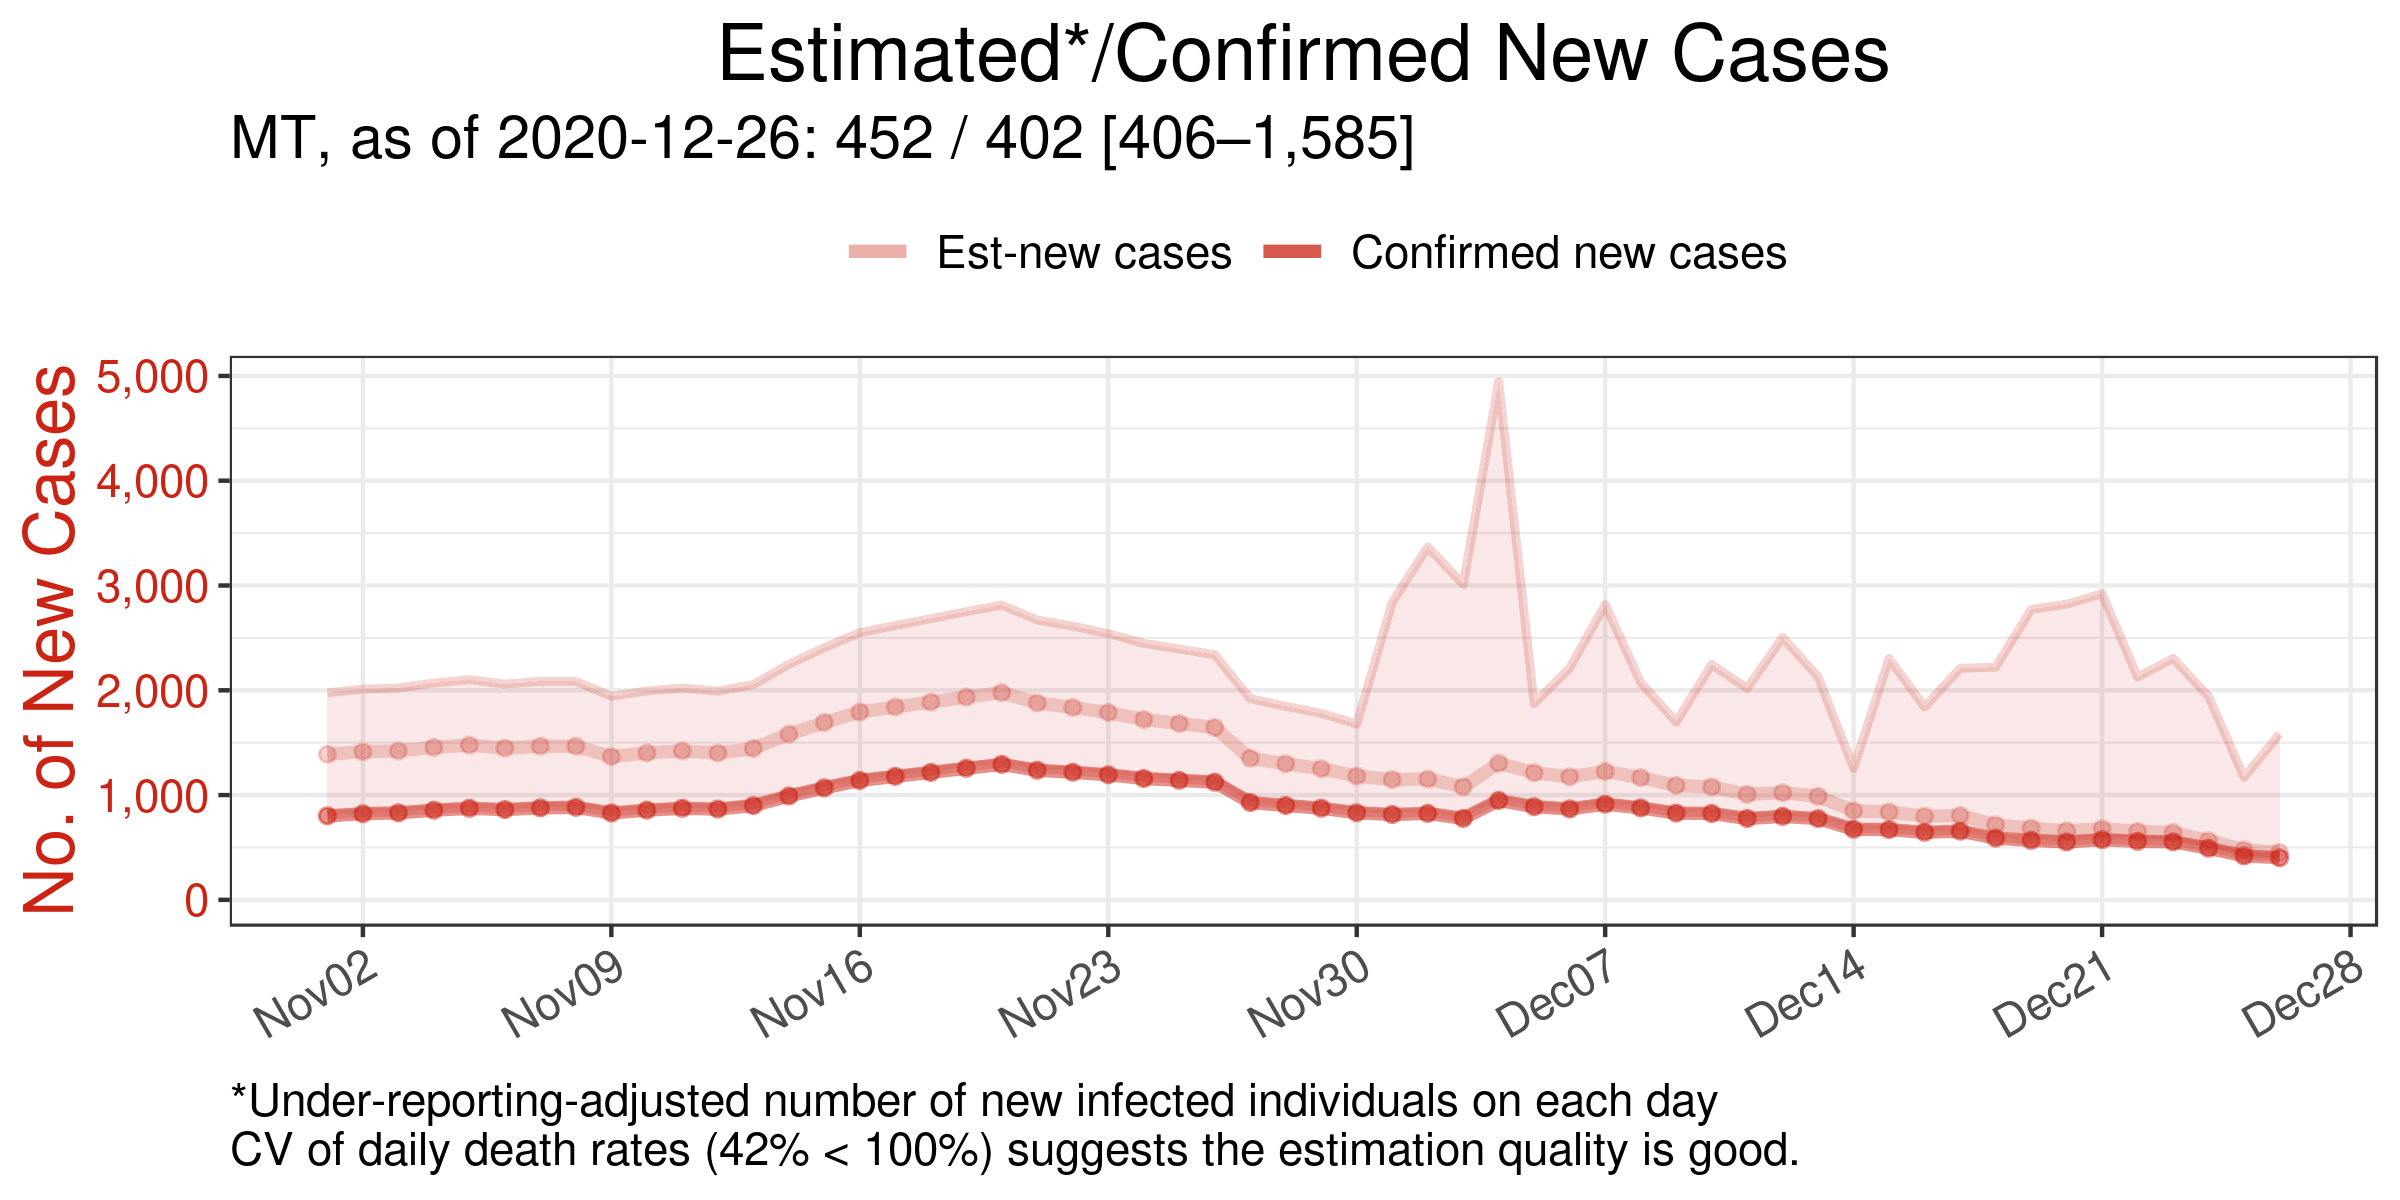 Estimated*/Confirmed New Cases
MT, as of 2020-12-26: 452 / 402 [406–1,585]
Est-new cases Confirmed new cases
No. of New Cases
5,000
4,000
3,000
2,000
1,000
0
Nov02 Nov09 Nov16 Nov23 Nov30 Dec07 Dec14 Dec21 Dec28
*Under-reporting-adjusted number of new infected individuals on each day
CV of daily death rates (42% < 100%) suggests the estimation quality is good.